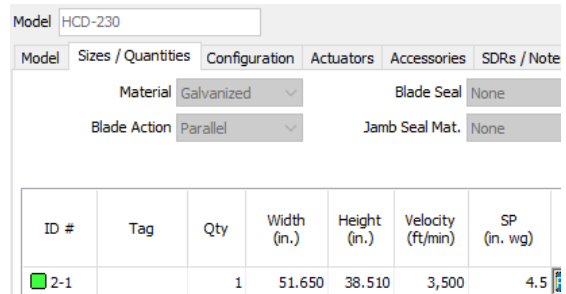 Model HCD-230
Model Sizes / Quantities Configuration Actuators Accessories SDRs / Notes
Material Galvanized Blade Seal None
Blade Action Parallel Jamb Seal Mat. None
ID # Tag Qty Width (in.) Height (in.) Velocity (ft/min) SP (in. wg)
2-1 1 51.650 38.510 3,500 4.5